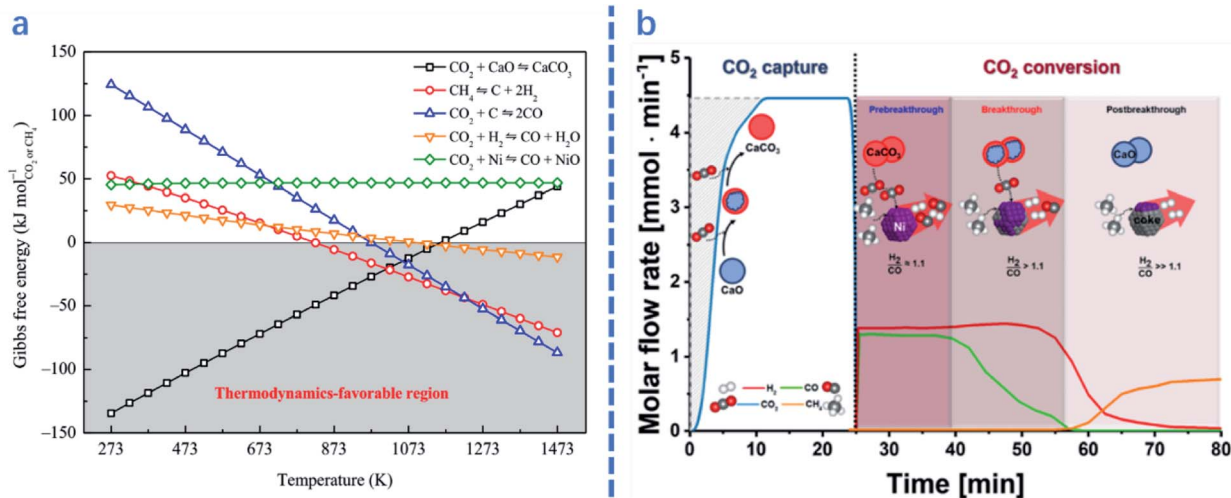 a
Gibbs free energy (kJ mol⁻¹ CO₂ or CH₄)
150
100
50
0
−50
−100
−150
CO₂ + CaO ⇋ CaCO₃
CH₄ ⇋ C + 2H₂
CO₂ + C ⇋ 2CO
CO₂ + H₂ ⇋ CO + H₂O
CO₂ + Ni ⇋ CO + NiO
Thermodynamics-favorable region
273 473 673 873 1073 1273 1473
Temperature (K)
b
Molar flow rate [mmol · min⁻¹]
5
4
3
2
1
0
CO₂ capture
CO₂ conversion
Prebreakthrough Breakthrough Postbreakthrough
CaCO₃
CaO
CaCO₃
Ni
H₂/CO ≈ 1.1
H₂/CO > 1.1
CaO
coke
H₂/CO >> 1.1
H₂ CO
CO₂ CH₄
0 10 20 30 40 50 60 70 80
Time [min]